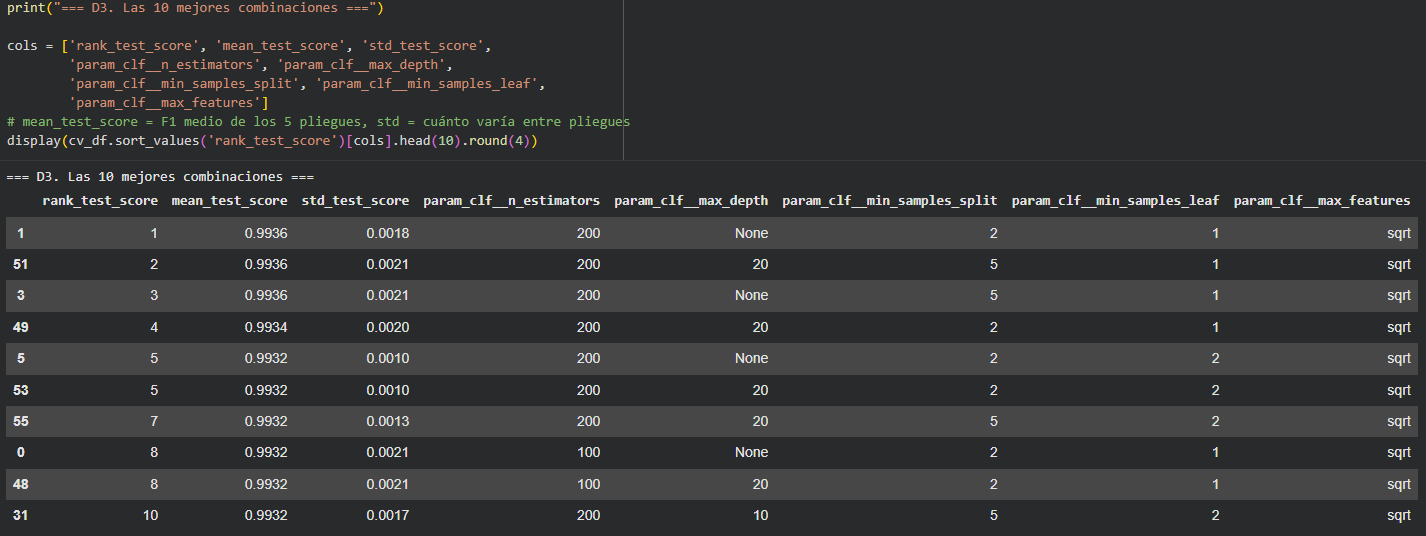 print("=== D3. Las 10 mejores combinaciones ===")
cols = ['rank_test_score', 'mean_test_score', 'std_test_score',
'param_clf__n_estimators', 'param_clf__max_depth',
'param_clf__min_samples_split', 'param_clf__min_samples_leaf',
'param_clf__max_features']
# mean_test_score = F1 medio de los 5 pliegues, std = cuánto varía entre pliegues
display(cv_df.sort_values('rank_test_score')[cols].head(10).round(4))
=== D3. Las 10 mejores combinaciones ===
rank_test_score mean_test_score std_test_score param_clf__n_estimators param_clf__max_depth param_clf__min_samples_split param_clf__min_samples_leaf param_clf__max_features
1 1 0.9936 0.0018 200 None 2 1 sqrt
51 2 0.9936 0.0021 200 20 5 1 sqrt
3 3 0.9936 0.0021 200 None 5 1 sqrt
49 4 0.9934 0.0020 200 20 2 1 sqrt
5 5 0.9932 0.0010 200 None 2 2 sqrt
53 5 0.9932 0.0010 200 20 2 2 sqrt
55 7 0.9932 0.0013 200 20 5 2 sqrt
0 8 0.9932 0.0021 100 None 2 1 sqrt
48 8 0.9932 0.0021 100 20 2 1 sqrt
31 10 0.9932 0.0017 200 10 5 2 sqrt